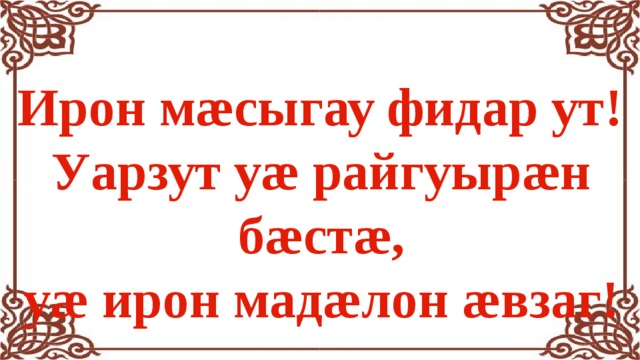 Ирон мæсыгау фидар ут!
Уарзут уæ райгуырæн
бæстæ,
уæ ирон мадæлон æвзаг!